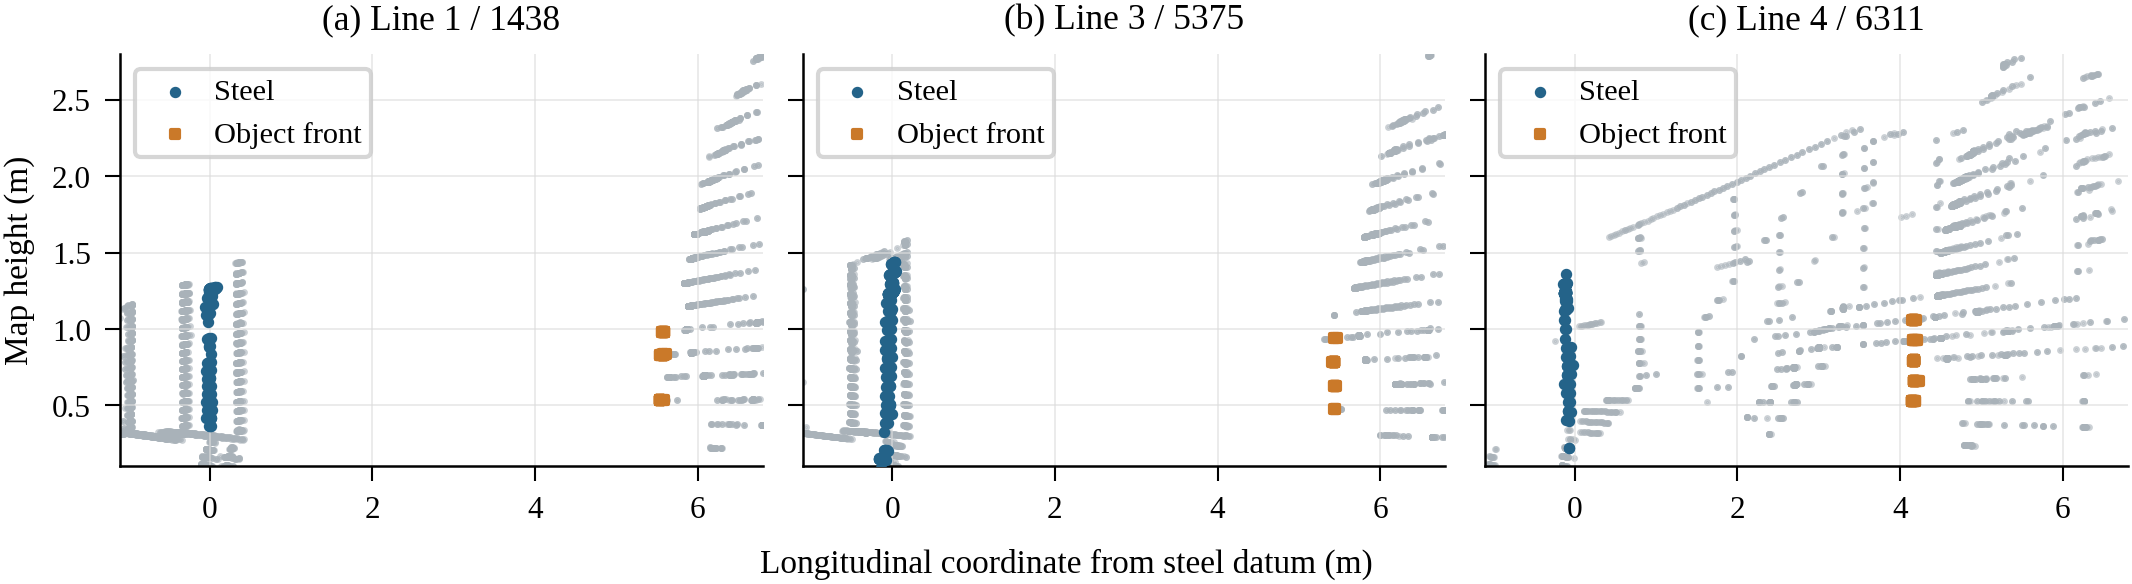 (a) Line 1 / 1438
(b) Line 3 / 5375
(c) Line 4 / 6311
Steel
Object front
Steel
Object front
Steel
Object front
Map height (m)
2.5
2.0
1.5
1.0
0.5
0 2 4 6
0 2 4 6
0 2 4 6
Longitudinal coordinate from steel datum (m)